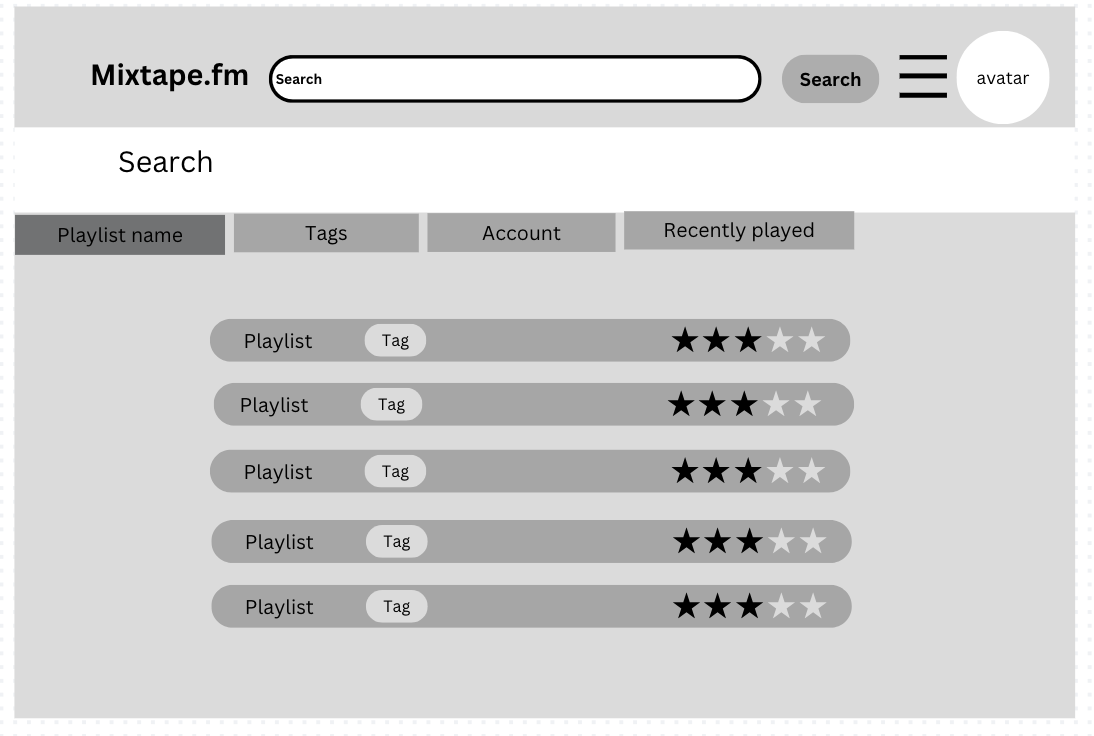 Mixtape.fm
Search
Search
avatar
Search
Playlist name
Tags
Account
Recently played
Playlist Tag
Playlist Tag
Playlist Tag
Playlist Tag
Playlist Tag